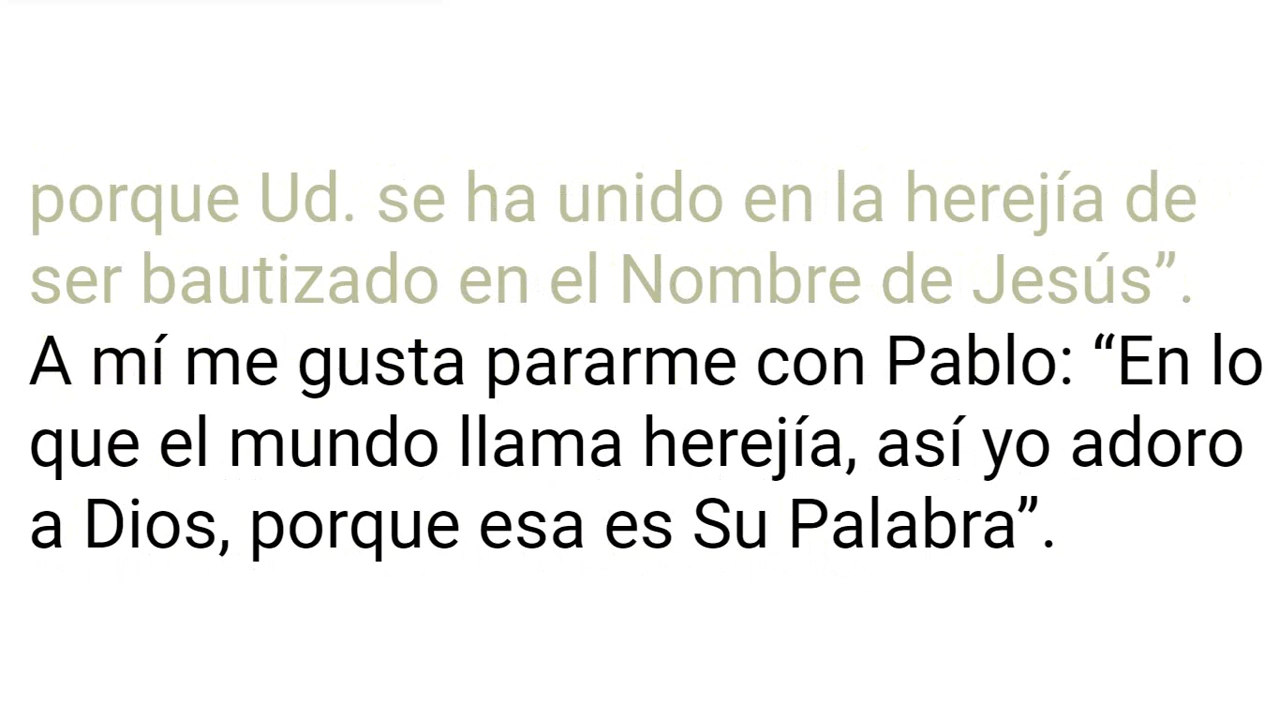 porque Ud. se ha unido en la herejía de
ser bautizado en el Nombre de Jesús”.
A mí me gusta pararme con Pablo: “En lo
que el mundo llama herejía, así yo adoro
a Dios, porque esa es Su Palabra”.